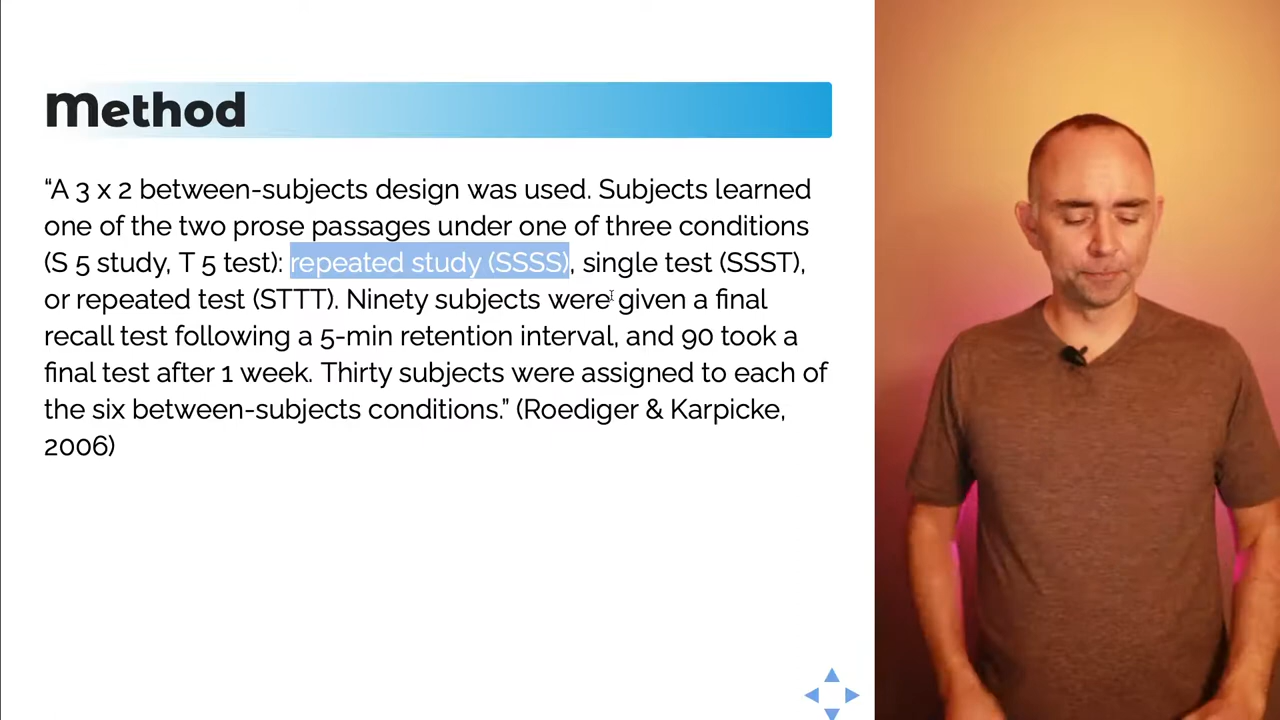 Method
“A 3 x 2 between-subjects design was used. Subjects learned
one of the two prose passages under one of three conditions
(S 5 study, T 5 test): repeated study (SSSS), single test (SSST),
or repeated test (STTT). Ninety subjects were given a final
recall test following a 5-min retention interval, and 90 took a
final test after 1 week. Thirty subjects were assigned to each of
the six between-subjects conditions.” (Roediger & Karpicke,
2006)